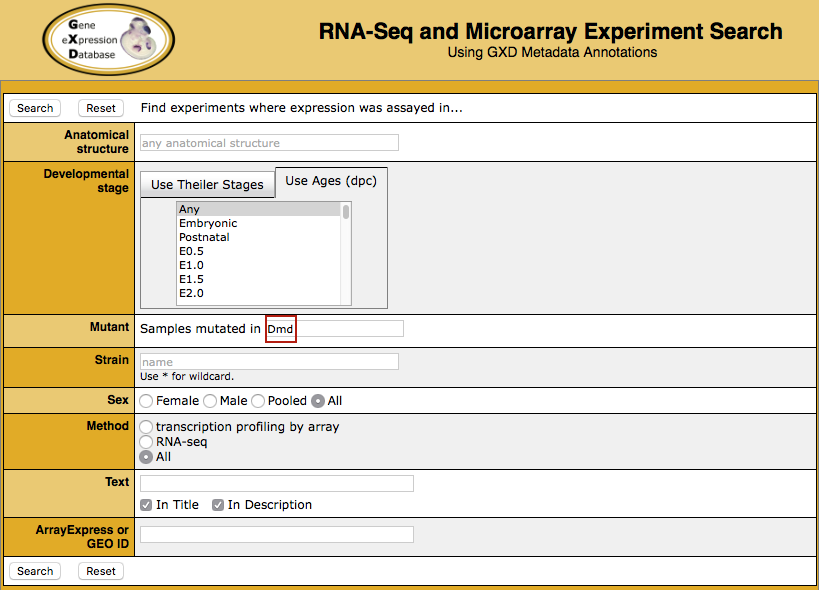 Gene
eXpression
Database
RNA-Seq and Microarray Experiment Search
Using GXD Metadata Annotations
Search Reset Find experiments where expression was assayed in...
Anatomical structure
any anatomical structure
Developmental stage
Use Theiler Stages Use Ages (dpc)
Any
Embryonic
Postnatal
E0.5
E1.0
E1.5
E2.0
Mutant Samples mutated in Dmd
Strain name
Use * for wildcard.
Sex Female Male Pooled All
Method transcription profiling by array
RNA-seq
All
Text
In Title In Description
ArrayExpress or
GEO ID
Search Reset